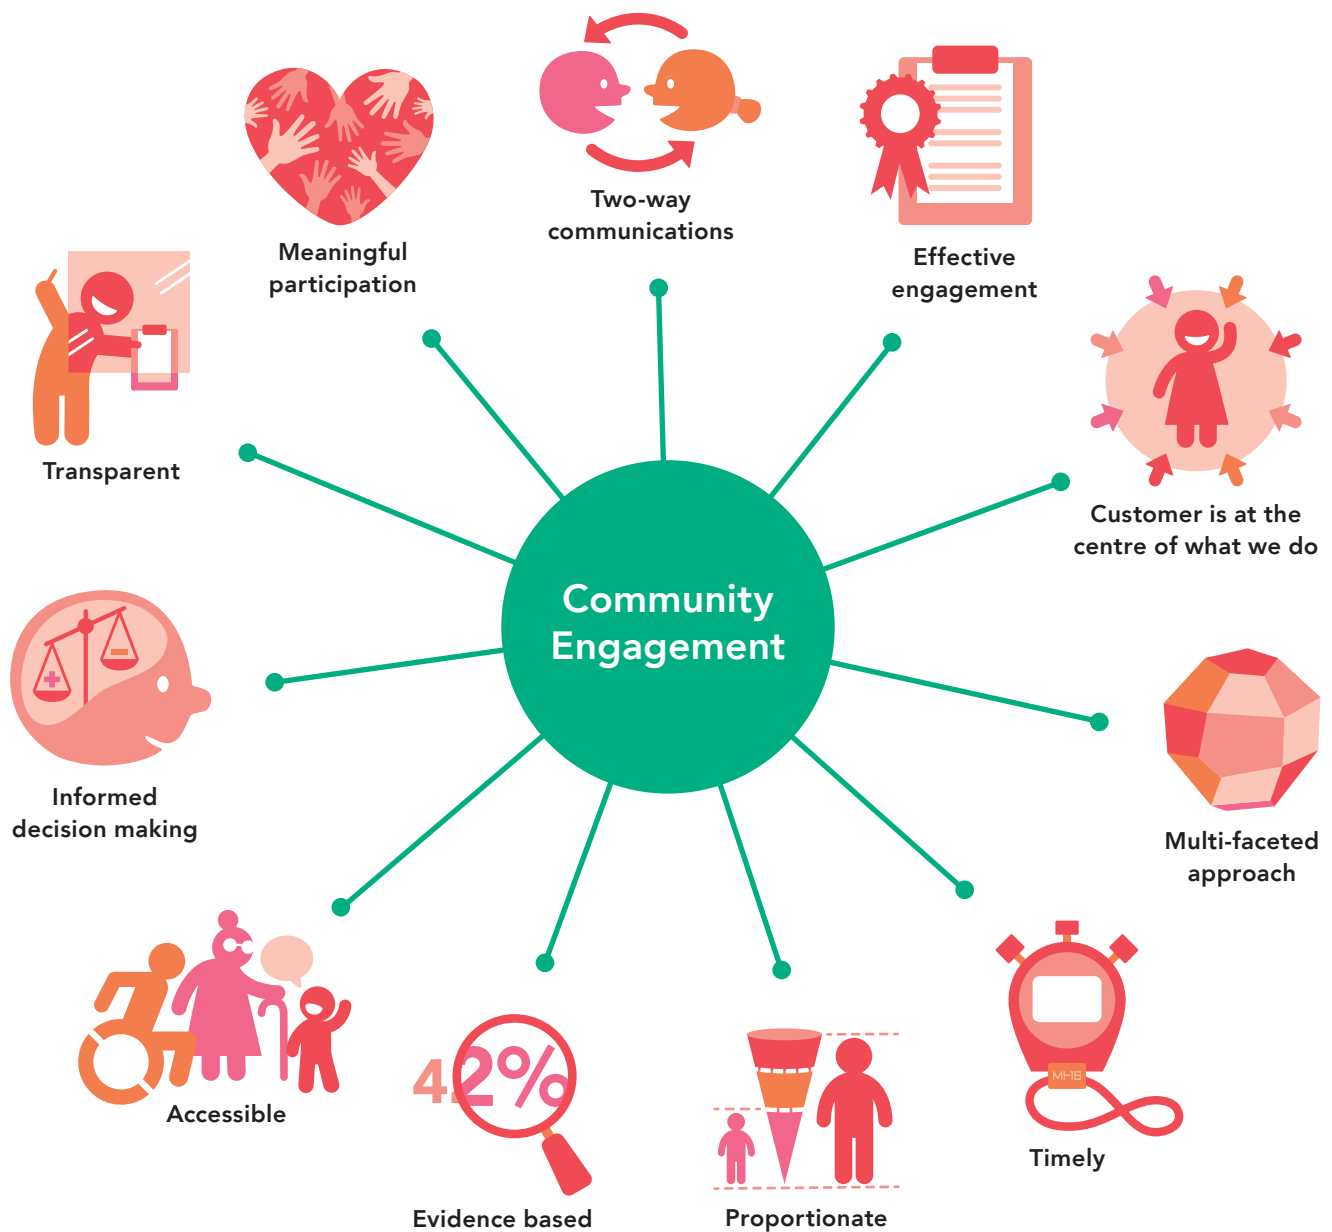 Two-way
communications
Meaningful
participation
Effective
engagement
Transparent
Customer is at the
centre of what we do
Community
Engagement
Informed
decision making
Multi-faceted
approach
Accessible
42%
Evidence based
Proportionate
MH18
Timely